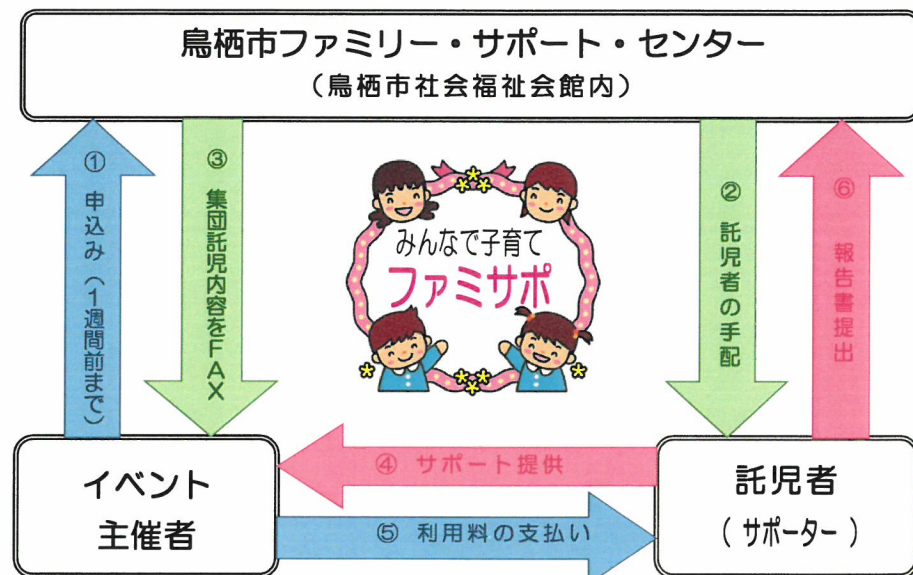 鳥栖市ファミリー・サポート・センター
（鳥栖市社会福祉会館内）
① 申込み（1週間前まで）
③ 集団託児内容をFAX
みんなで子育て
ファミサポ
② 託児者の手配
⑥ 報告書提出
④ サポート提供
⑤ 利用料の支払い
イベント
主催者
託児者
（サポーター）